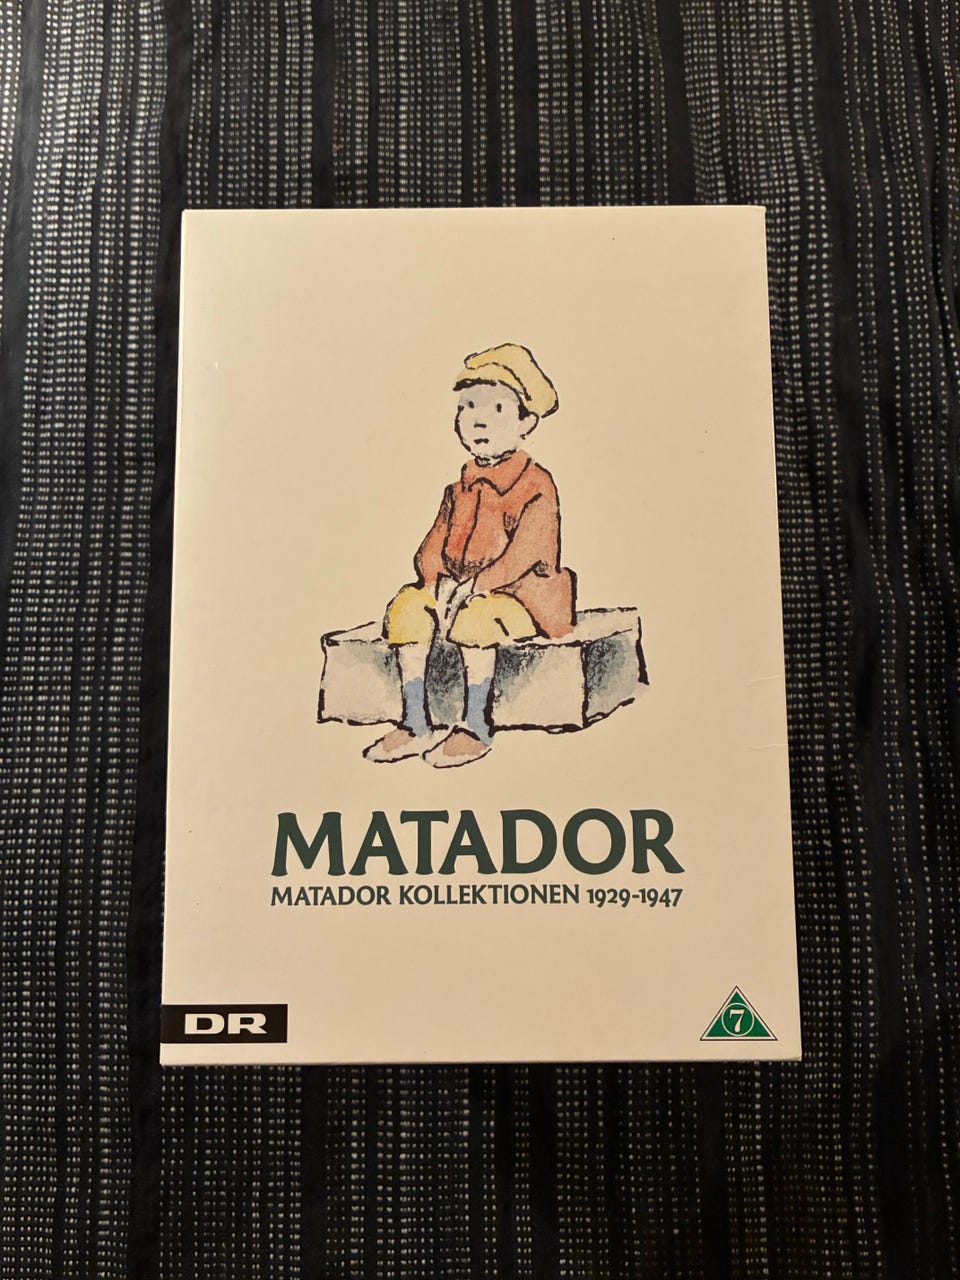 MATADOR
MATADOR KOLLEKTIONEN 1929-1947
DR
7